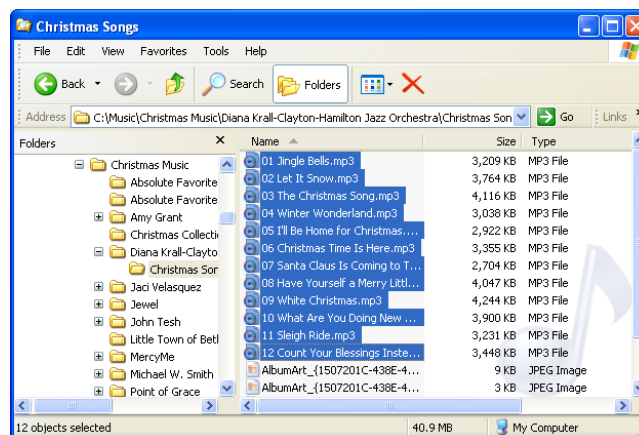 Christmas Songs
File Edit View Favorites Tools Help
Back Search Folders
Address C:\Music\Christmas Music\Diana Krall-Clayton-Hamilton Jazz Orchestra\Christmas Son Go Links »
Folders × Name Size Type
Christmas Music
Absolute Favorite
Absolute Favorite
Amy Grant
Christmas Collecti
Diana Krall-Clayto
Christmas Son
Jaci Velasquez
Jewel
John Tesh
Little Town of Betl
MercyMe
Michael W. Smith
Point of Grace
01 Jingle Bells.mp3 3,209 KB MP3 File
02 Let It Snow.mp3 3,764 KB MP3 File
03 The Christmas Song.mp3 4,116 KB MP3 File
04 Winter Wonderland.mp3 3,038 KB MP3 File
05 I'll Be Home for Christmas.... 2,922 KB MP3 File
06 Christmas Time Is Here.mp3 3,355 KB MP3 File
07 Santa Claus Is Coming to T... 2,704 KB MP3 File
08 Have Yourself a Merry Littl... 4,047 KB MP3 File
09 White Christmas.mp3 4,244 KB MP3 File
10 What Are You Doing New ... 3,900 KB MP3 File
11 Sleigh Ride.mp3 3,231 KB MP3 File
12 Count Your Blessings Inste... 3,448 KB MP3 File
AlbumArt_{1507201C-438E-4... 9 KB JPEG Image
AlbumArt_{1507201C-438E-4... 3 KB JPEG Image
12 objects selected 40.9 MB My Computer